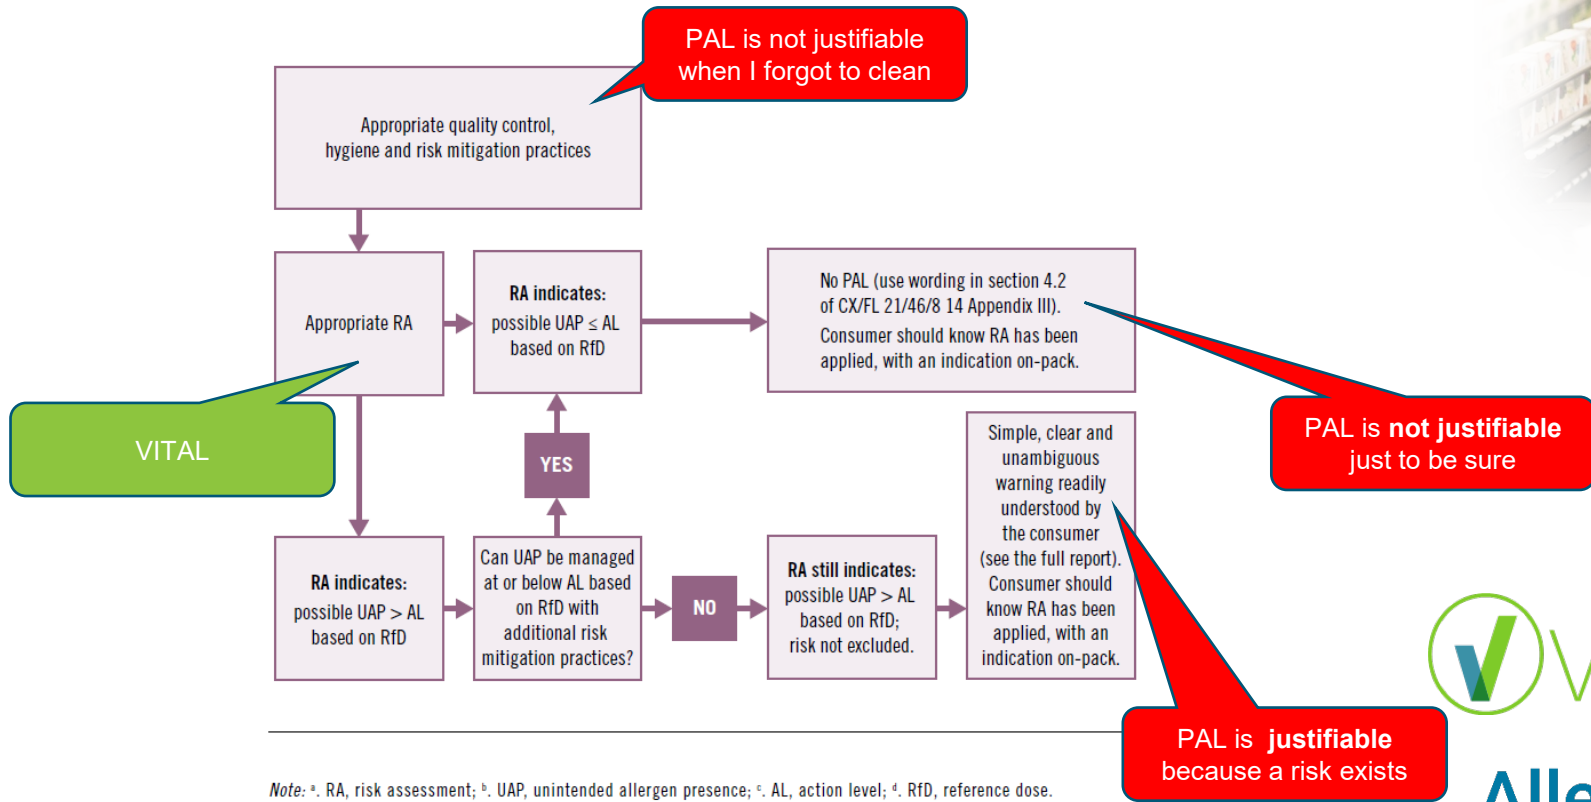 PAL is not justifiable
when I forgot to clean
Appropriate quality control,
hygiene and risk mitigation practices
Appropriate RA
RA indicates:
possible UAP ≤ AL
based on RfD
No PAL (use wording in section 4.2
of CX/FL 21/46/8 14 Appendix III).
Consumer should know RA has been
applied, with an indication on-pack.
VITAL
YES
PAL is not justifiable
just to be sure
RA indicates:
possible UAP > AL
based on RfD
Can UAP be managed
at or below AL based
on RfD with
additional risk
mitigation practices?
NO
RA still indicates:
possible UAP > AL
based on RfD;
risk not excluded.
Simple, clear and
unambiguous
warning readily
understood by
the consumer
(see the full report).
Consumer should
know RA has been
applied, with an
indication on-pack.
PAL is justifiable
because a risk exists
Note: ᵃ. RA, risk assessment; ᵇ. UAP, unintended allergen presence; ᶜ. AL, action level; ᵈ. RfD, reference dose.
V
Alle